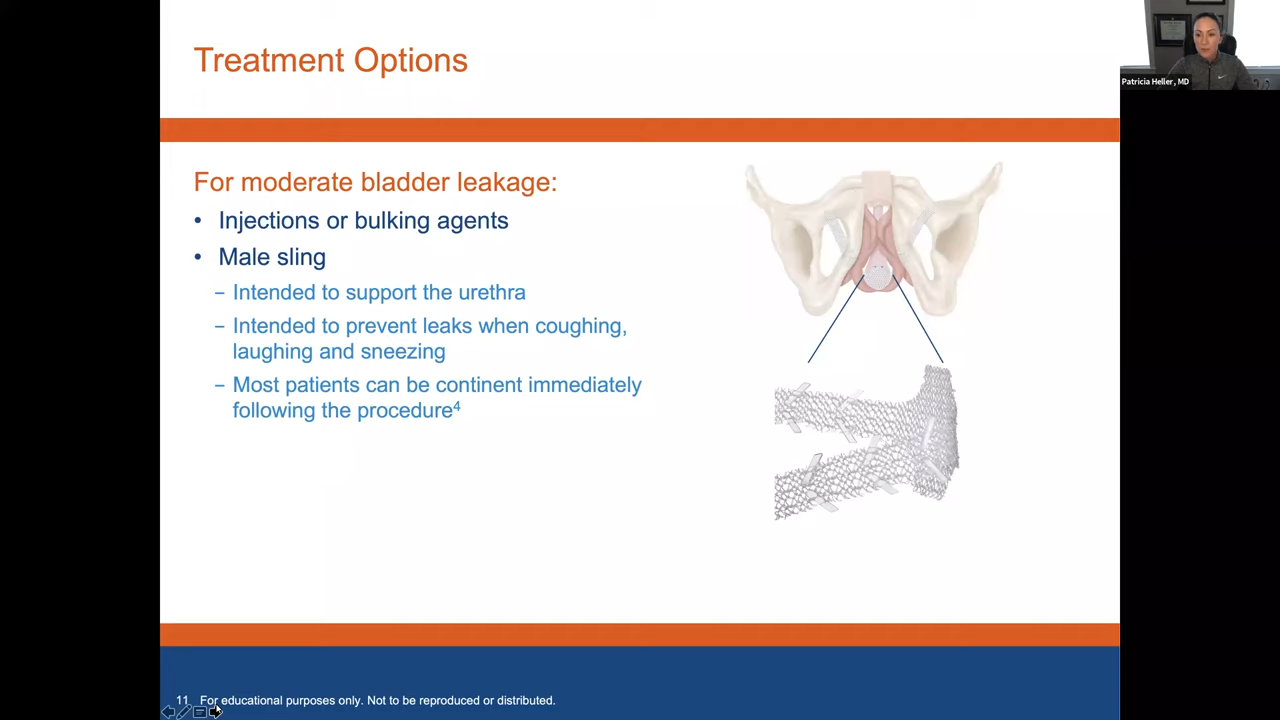 Treatment Options
Patricia Heller, MD
For moderate bladder leakage:
• Injections or bulking agents
• Male sling
– Intended to support the urethra
– Intended to prevent leaks when coughing,
laughing and sneezing
– Most patients can be continent immediately
following the procedure⁴
11 For educational purposes only. Not to be reproduced or distributed.